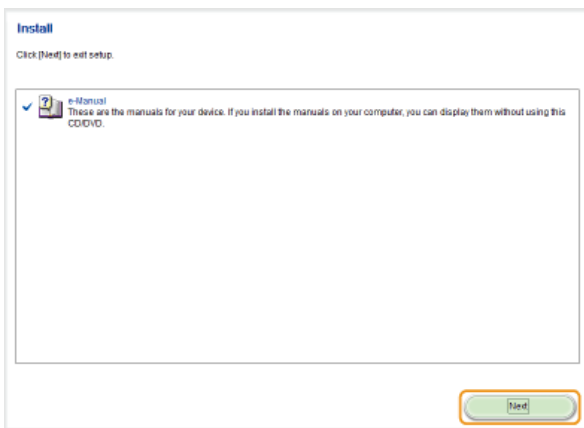 Install
Click [Next] to exit setup.
e-Manual
These are the manuals for your device. If you install the manuals on your computer, you can display them without using this
CD/DVD.
Next